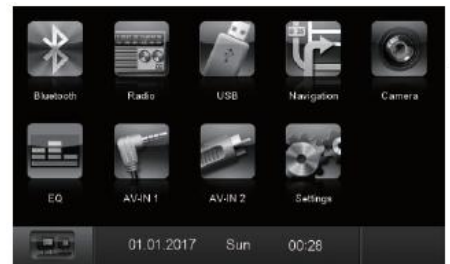 Bluetooth Radio USB Navigation Camera
EQ AV-IN 1 AV-IN 2 Settings
01.01.2017 Sun 00:28